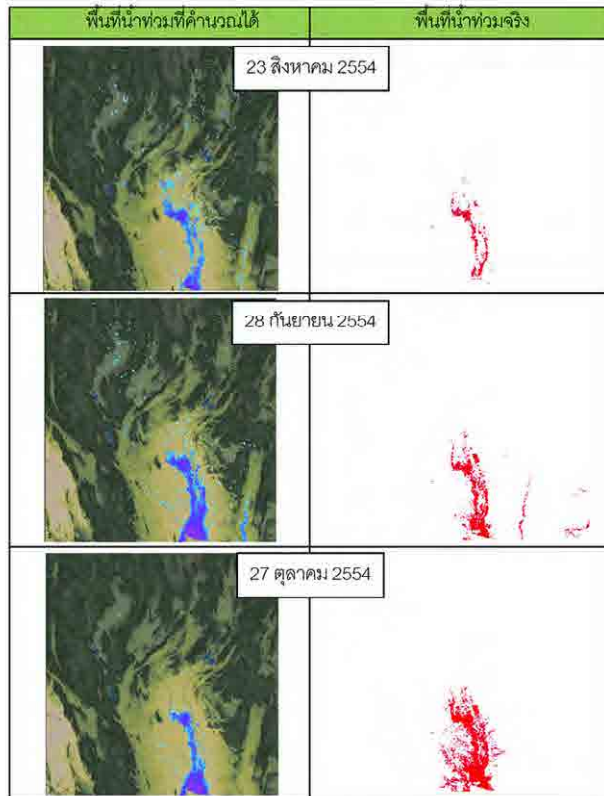 พื้นที่น้ำท่วมที่คำนวณได้
พื้นที่น้ำท่วมจริง
23 สิงหาคม 2554
28 กันยายน 2554
27 ตุลาคม 2554